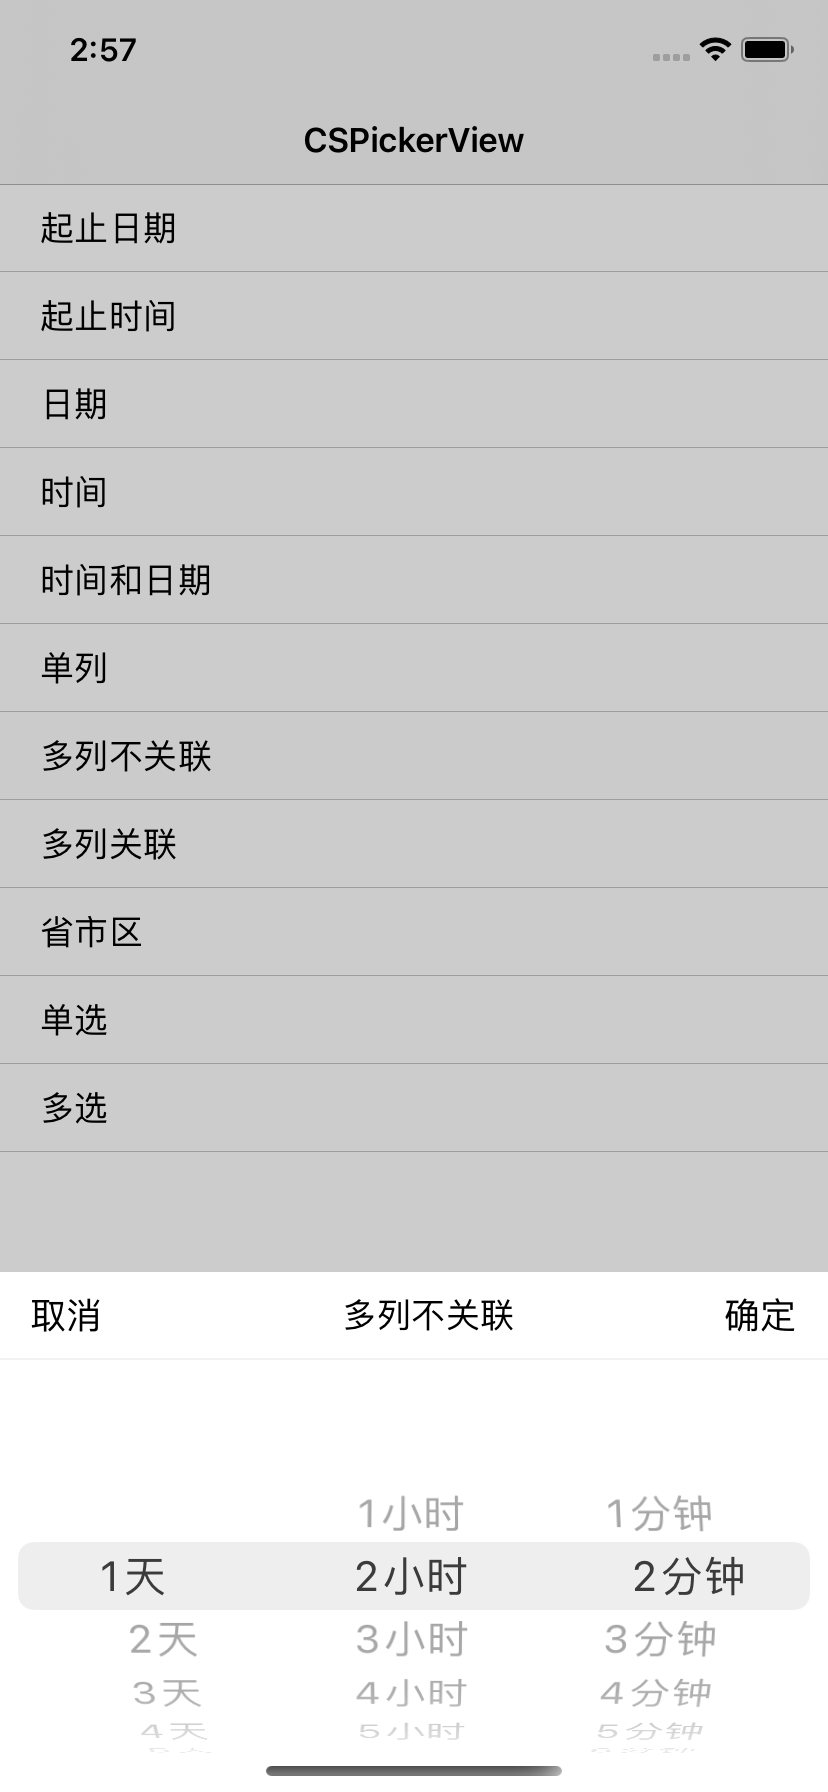 2:57
CSPickerView
起止日期
起止时间
日期
时间
时间和日期
单列
多列不关联
多列关联
省市区
单选
多选
取消 多列不关联 确定
1小时 1分钟
1天 2小时 2分钟
2天 3小时 3分钟
3天 4小时 4分钟
4天 5小时 5分钟